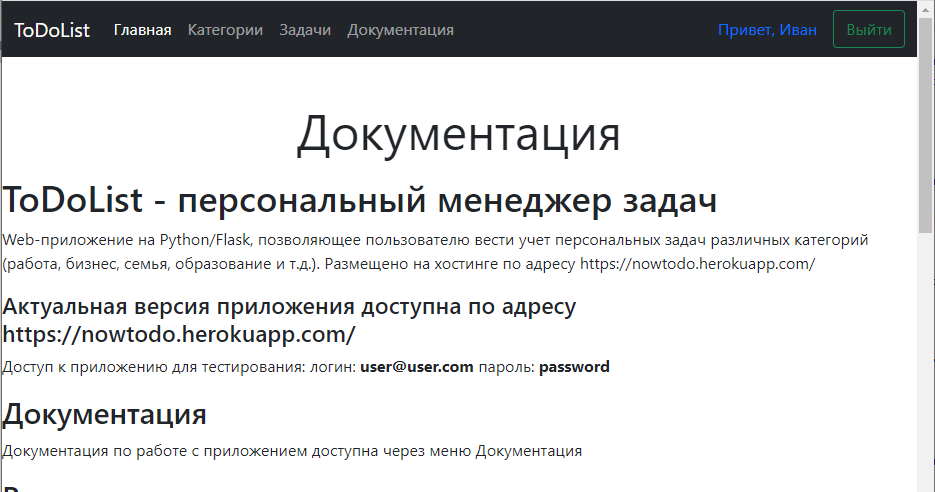 ToDoList Главная Категории Задачи Документация Привет, Иван Выйти
Документация
ToDoList - персональный менеджер задач
Web-приложение на Python/Flask, позволяющее пользователю вести учет персональных задач различных категорий
(работа, бизнес, семья, образование и т.д.). Размещено на хостинге по адресу https://nowtodo.herokuapp.com/
Актуальная версия приложения доступна по адресу
https://nowtodo.herokuapp.com/
Доступ к приложению для тестирования: логин: user@user.com пароль: password
Документация
Документация по работе с приложением доступна через меню Документация